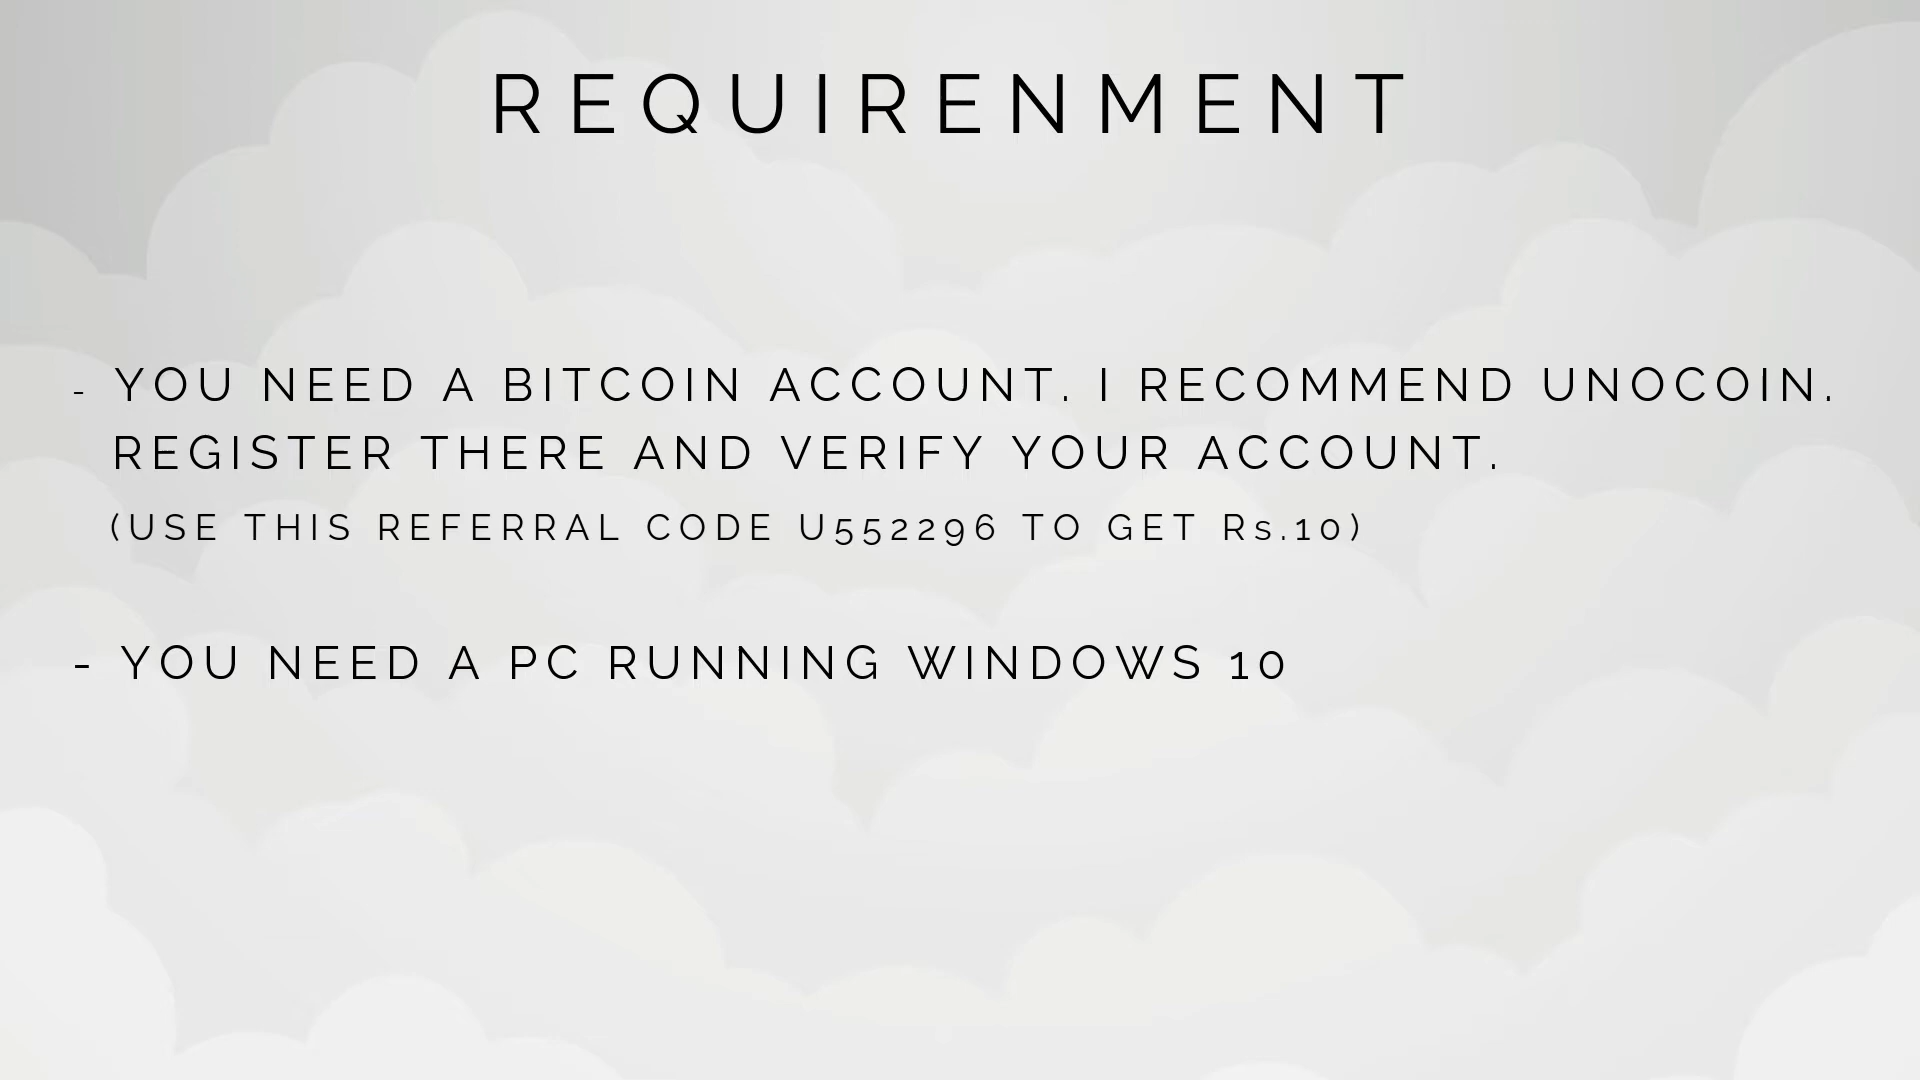 REQUIRENMENT
- YOU NEED A BITCOIN ACCOUNT. I RECOMMEND UNOCOIN.
REGISTER THERE AND VERIFY YOUR ACCOUNT.
(USE THIS REFERRAL CODE U552296 TO GET Rs.10)
- YOU NEED A PC RUNNING WINDOWS 10